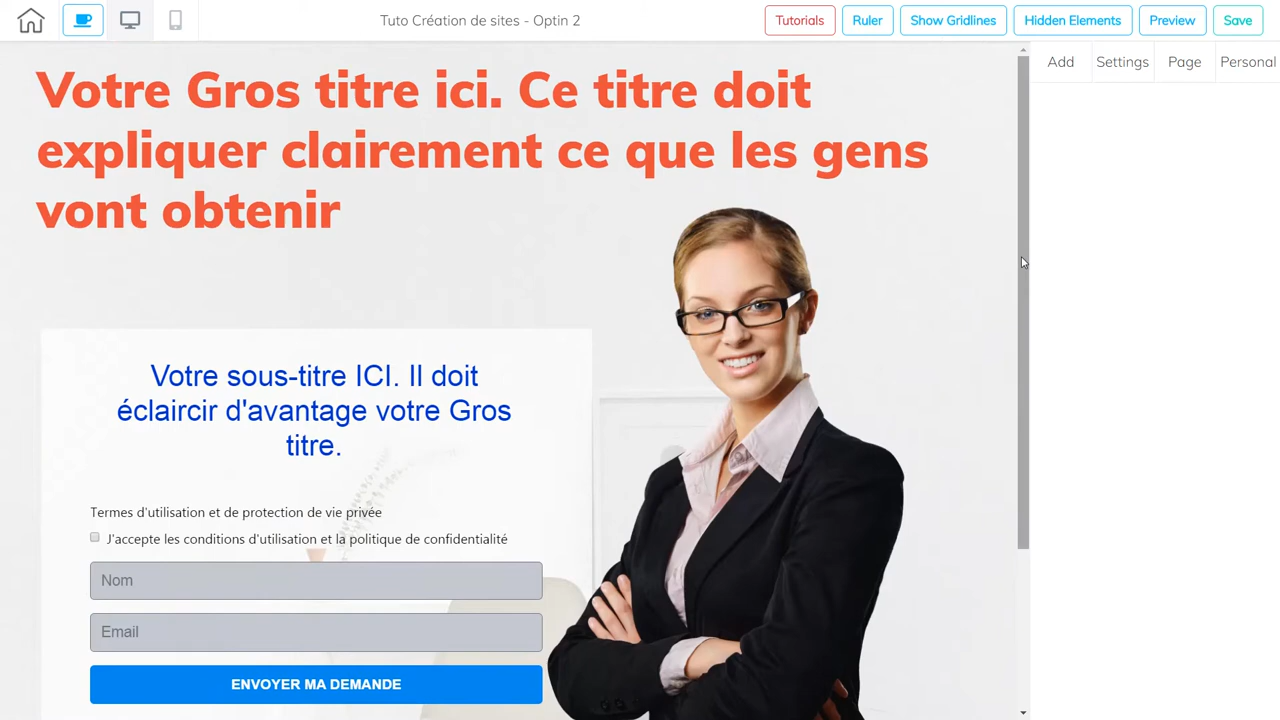 Tuto Création de sites - Optin 2
Tutorials
Ruler
Show Gridlines
Hidden Elements
Preview
Save
Add
Settings
Page
Personal
Votre Gros titre ici. Ce titre doit
expliquer clairement ce que les gens
vont obtenir
Votre sous-titre ICI. Il doit
éclaircir d'avantage votre Gros
titre.
Termes d'utilisation et de protection de vie privée
J'accepte les conditions d'utilisation et la politique de confidentialité
Nom
Email
ENVOYER MA DEMANDE